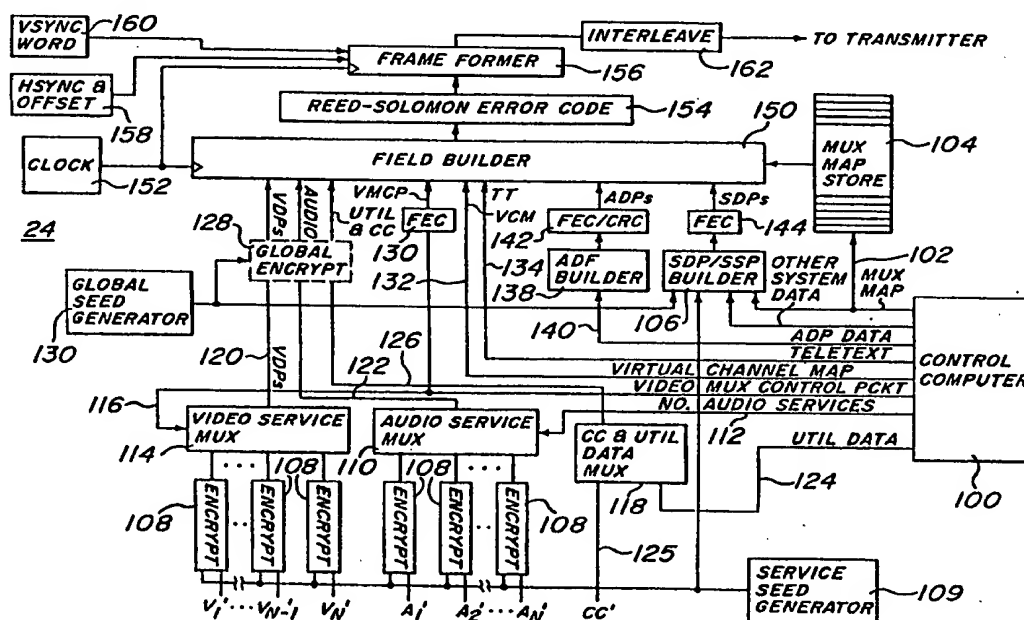 VSYNC
WORD
160
INTERLEAVE
TO TRANSMITTER
162
FRAME FORMER
156
HSYNC &
OFFSET
158
REED-SOLOMON ERROR CODE
154
150
104
CLOCK
152
FIELD BUILDER
MUX
MAP
STORE
24
VDPs
AUDIO
UTIL
& CC
VMCP
FEC
130
VCM
TT
ADPs
FEC/CRC
142
SDPs
FEC
144
128
GLOBAL
ENCRYPT
132
134
ADF
BUILDER
138
SDP/SSP
BUILDER
106
OTHER
SYSTEM
DATA
102
MUX
MAP
GLOBAL
SEED
GENERATOR
130
120
VDPs
126
122
140
ADP DATA
TELETEXT
VIRTUAL CHANNEL MAP
VIDEO MUX CONTROL PCKT
NO. AUDIO SERVICES
112
CONTROL
COMPUTER
100
116
VIDEO SERVICE
MUX
114
AUDIO SERVICE
MUX
110
CC &
UTIL
DATA
MUX
118
UTIL DATA
124
108
108
108
108
ENCRYPT
ENCRYPT
ENCRYPT
ENCRYPT
ENCRYPT
ENCRYPT
125
SERVICE
SEED
GENERATOR
109
V1' ··· VN-1' VN' A1' A2' ··· AN' CC'